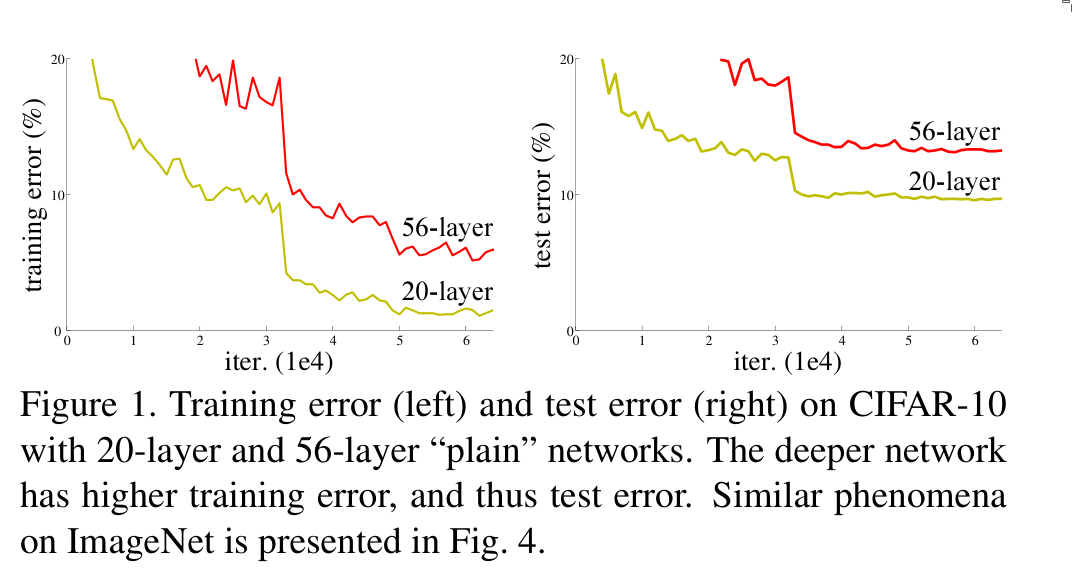 20
10
0
training error (%)
0 1 2 3 4 5 6
iter. (1e4)
56-layer
20-layer
20
10
0
test error (%)
0 1 2 3 4 5 6
iter. (1e4)
56-layer
20-layer
Figure 1. Training error (left) and test error (right) on CIFAR-10
with 20-layer and 56-layer “plain” networks. The deeper network
has higher training error, and thus test error. Similar phenomena
on ImageNet is presented in Fig. 4.